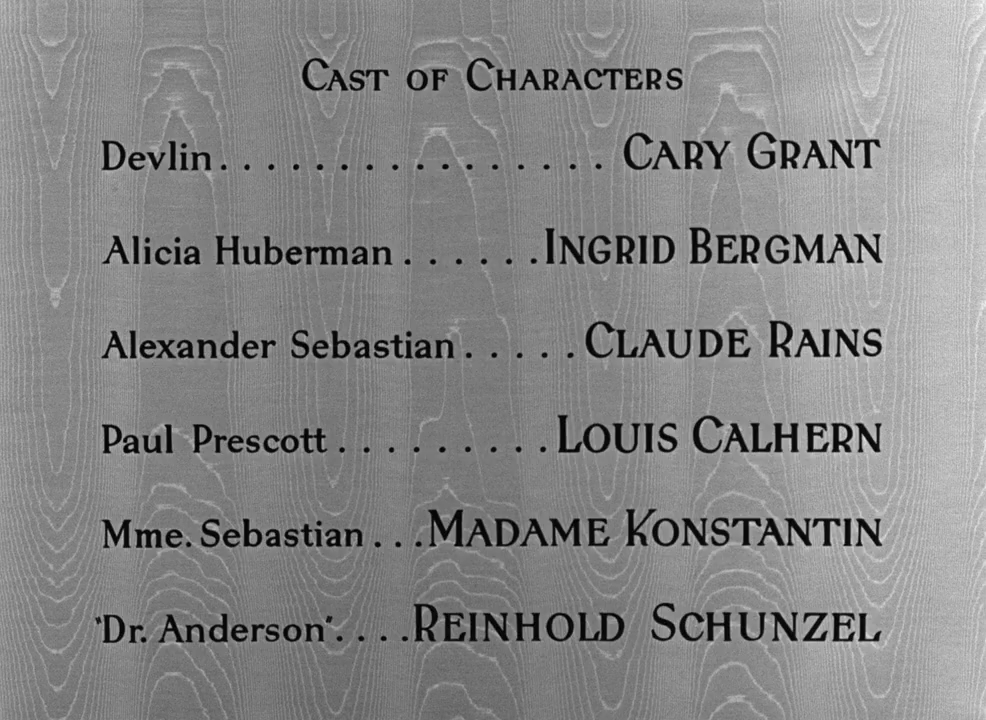 Cast of Characters
Devlin................ Cary Grant
Alicia Huberman......Ingrid Bergman
Alexander Sebastian.....Claude Rains
Paul Prescott.........Louis Calhern
Mme. Sebastian...Madame Konstantin
"Dr. Anderson"....Reinhold Schunzel